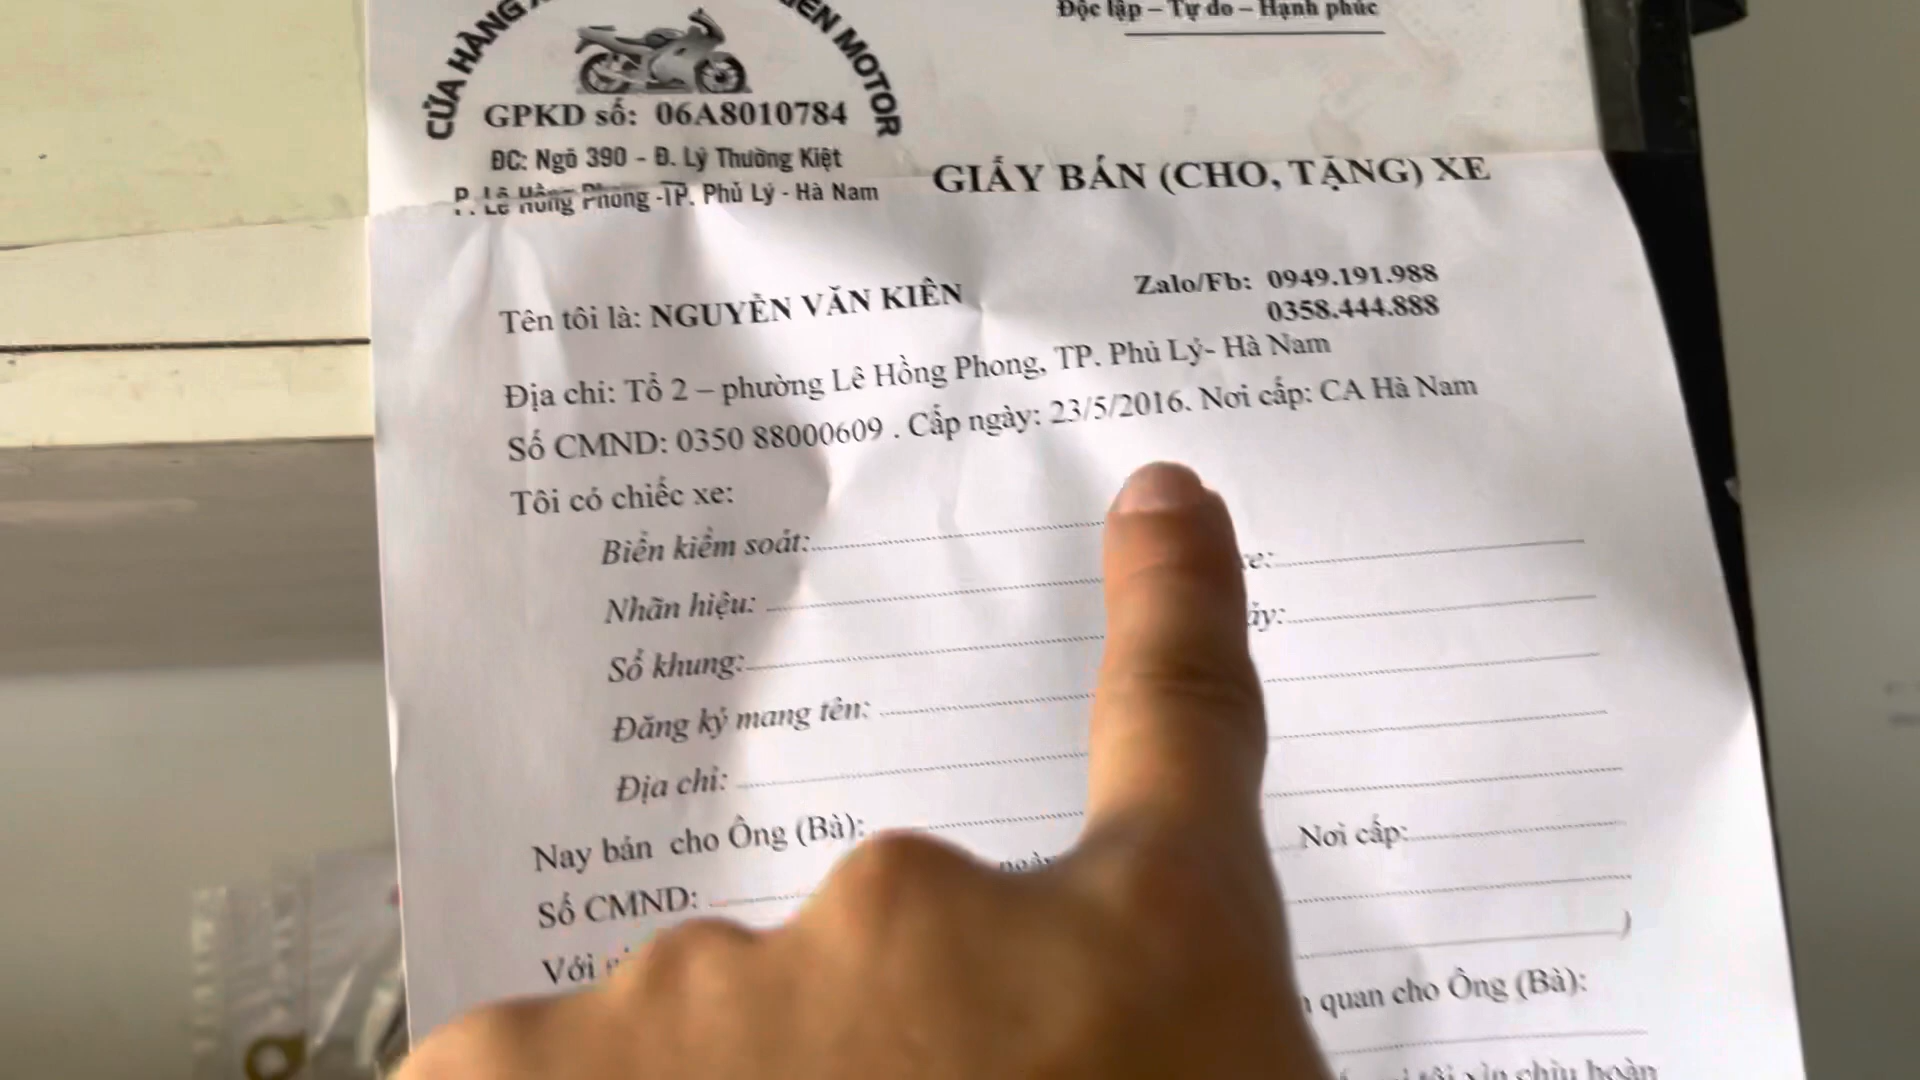 Độc lập – Tự do – Hạnh phúc
CỬA HÀNG
MOTOR
GPKD số: 06A8010784
ĐC: Ngõ 390 - Đ. Lý Thường Kiệt
P. Lê Hồng Phong -TP. Phủ Lý - Hà Nam
GIẤY BÁN (CHO, TẶNG) XE
Tên tôi là: NGUYỄN VĂN KIÊN
Zalo/Fb: 0949.191.988
0358.444.888
Địa chỉ: Tổ 2 – phường Lê Hồng Phong, TP. Phủ Lý- Hà Nam
Số CMND: 0350 88000609 . Cấp ngày: 23/5/2016. Nơi cấp: CA Hà Nam
Tôi có chiếc xe:
Biển kiểm soát:
Nhãn hiệu:
Số khung:
Đăng ký mang tên:
Địa chỉ:
Nay bán cho Ông (Bà):
Số CMND: Nơi cấp:
Với
)
quan cho Ông (Bà):
tôi xin chịu hoàn